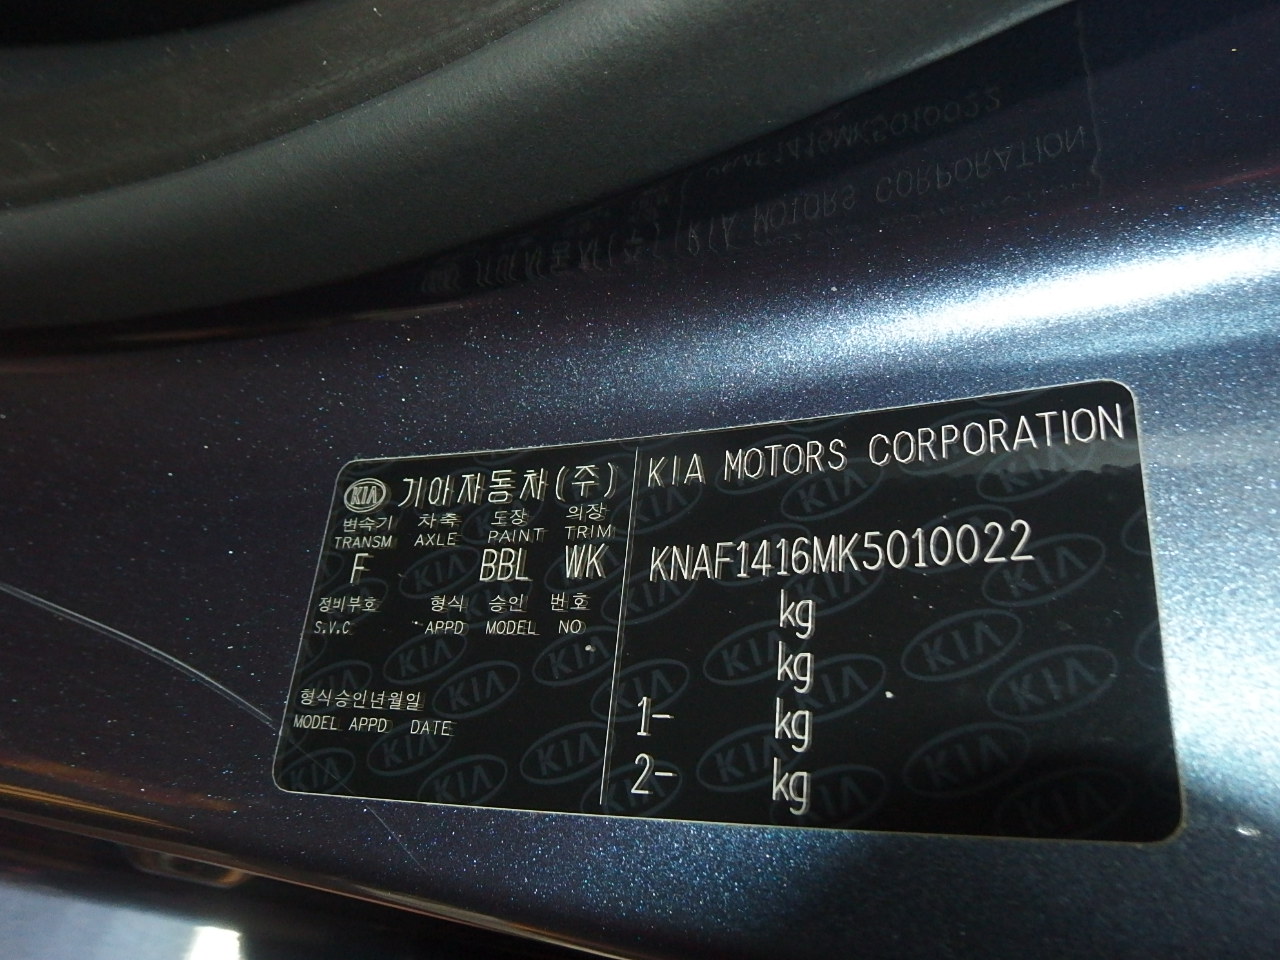 KIA 기아자동차(주) KIA MOTORS CORPORATION
변속기 차축 도장 의장
TRANSM AXLE PAINT TRIM
F BBL WK KNAF1416MK5010022
정비부호 형식 승인 번호 kg
S.V.C APPD MODEL NO
kg
형식승인년월일 1- kg
MODEL APPD DATE
2- kg